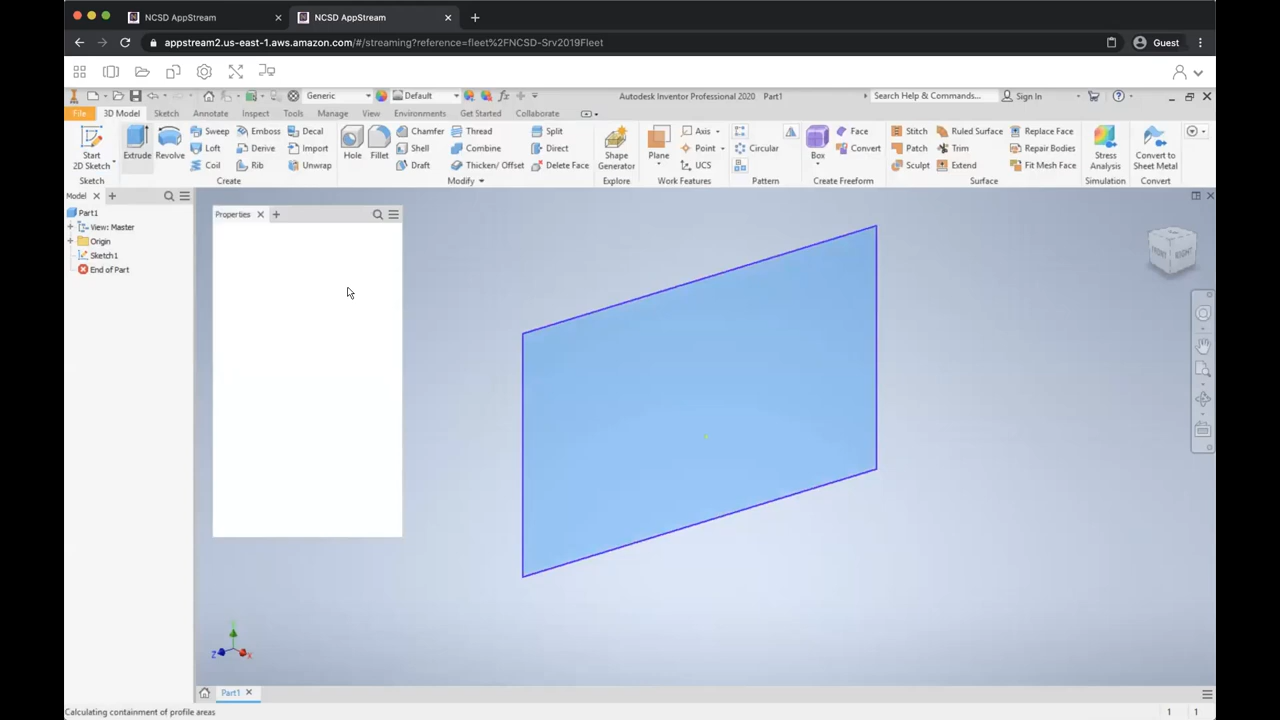 NCSD AppStream
NCSD AppStream
appstream2.us-east-1.aws.amazon.com/#/streaming?reference=fleet%2FNCSD-Srv2019Fleet
Guest
Generic
Default
Autodesk Inventor Professional 2020 Part1
Search Help & Commands...
Sign In
File 3D Model Sketch Annotate Inspect Tools Manage View Environments Get Started Collaborate
Start
2D Sketch
Extrude
Revolve
Sweep
Emboss
Decal
Loft
Derive
Import
Coil
Rib
Unwrap
Hole
Fillet
Chamfer
Thread
Split
Shell
Combine
Direct
Draft
Thicken/ Offset
Delete Face
Shape
Generator
Plane
Axis
Point
UCS
Circular
Box
Face
Convert
Stitch
Ruled Surface
Replace Face
Patch
Trim
Repair Bodies
Sculpt
Extend
Fit Mesh Face
Stress
Analysis
Convert to
Sheet Metal
Sketch Create Modify Explore Work Features Pattern Create Freeform Surface Simulation Convert
Model
Part1
View: Master
Origin
Sketch1
End of Part
Properties
FRONT
RIGHT
Z
X
Part1
Calculating containment of profile areas
1 1